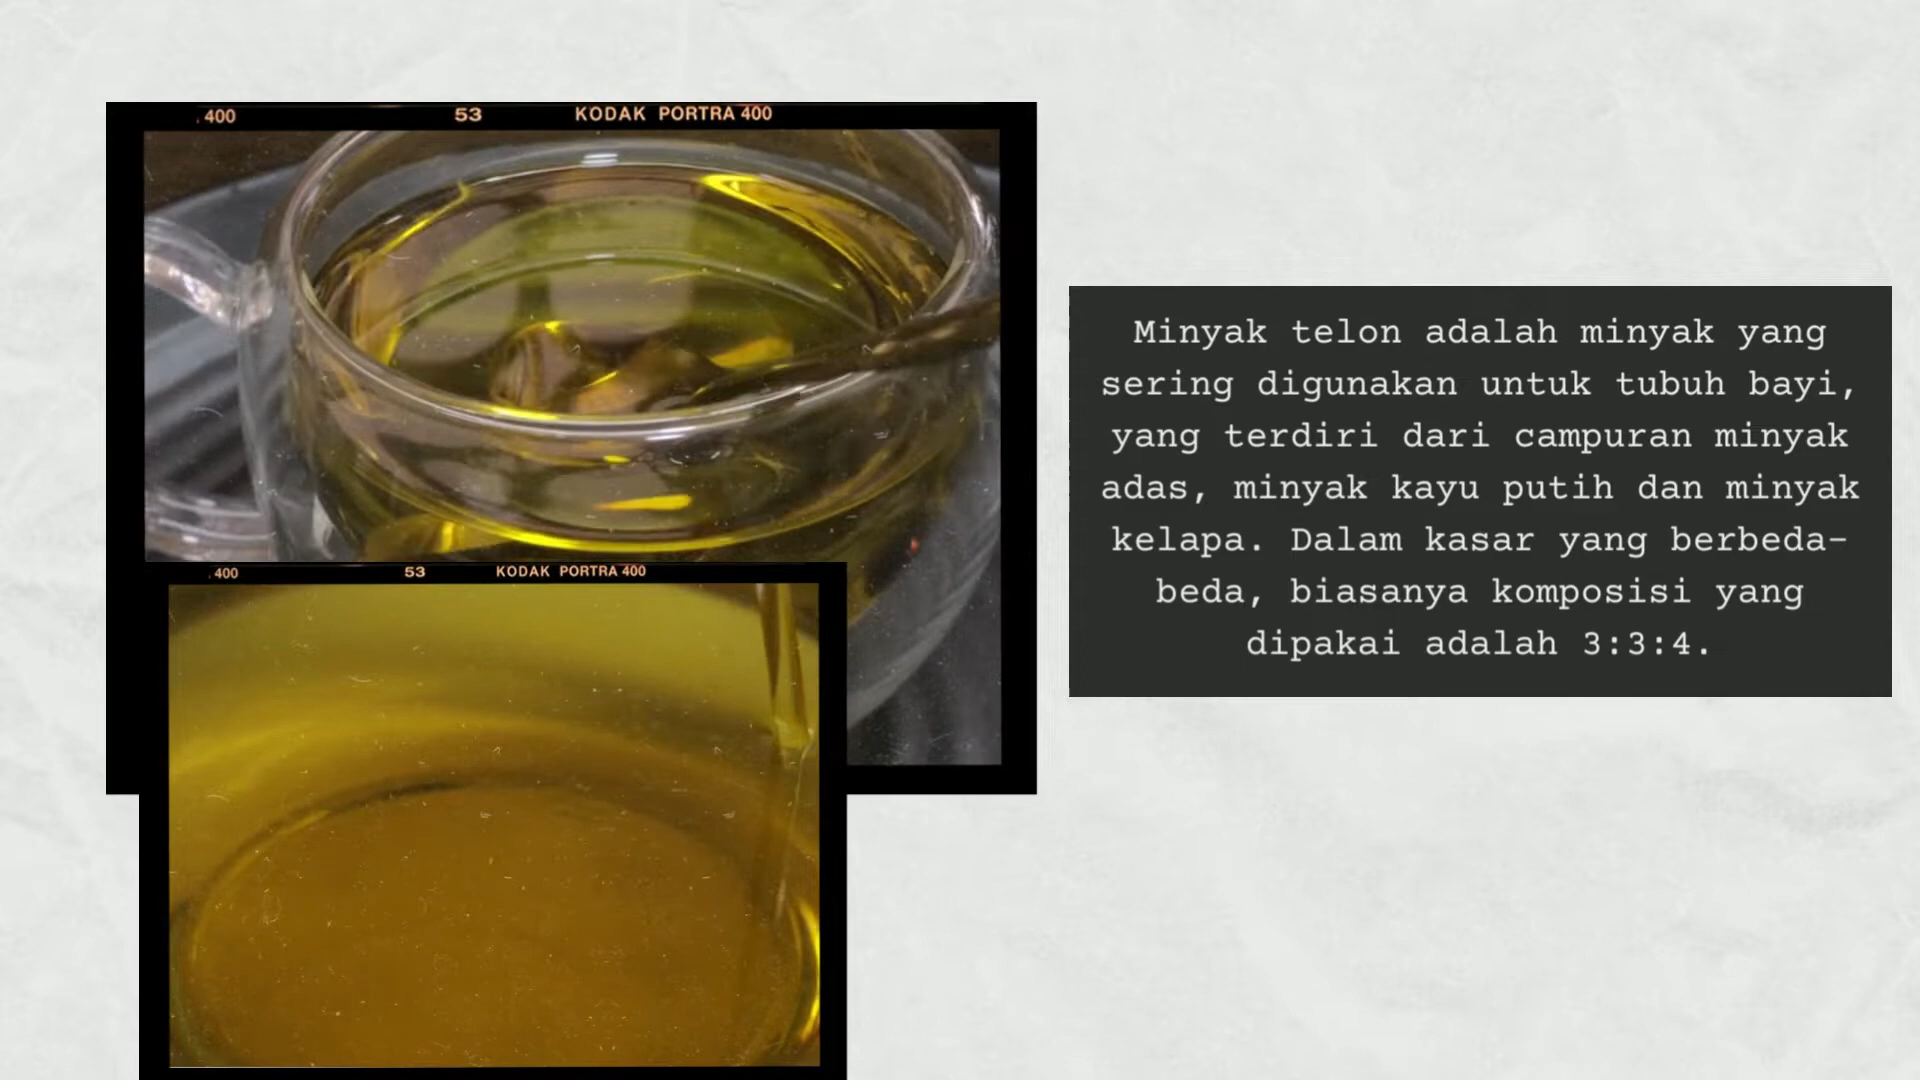 400 53 KODAK PORTRA 400
400 53 KODAK PORTRA 400
Minyak telon adalah minyak yang
sering digunakan untuk tubuh bayi,
yang terdiri dari campuran minyak
adas, minyak kayu putih dan minyak
kelapa. Dalam kasar yang berbeda-
beda, biasanya komposisi yang
dipakai adalah 3:3:4.